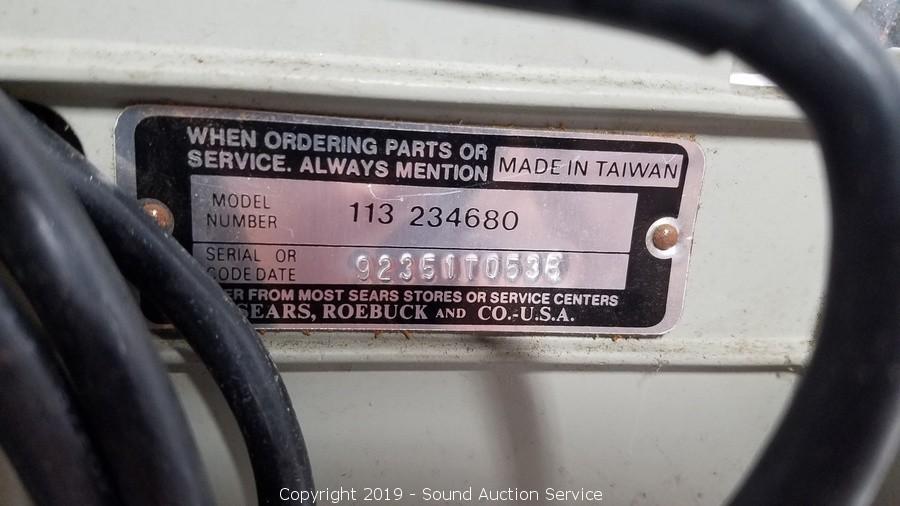 WHEN ORDERING PARTS OR
SERVICE. ALWAYS MENTION
MADE IN TAIWAN
MODEL
NUMBER
113 234680
SERIAL OR
CODE DATE
FROM MOST SEARS STORES OR SERVICE CENTERS
SEARS, ROEBUCK AND CO.-U.S.A.
Copyright 2019 - Sound Auction Service